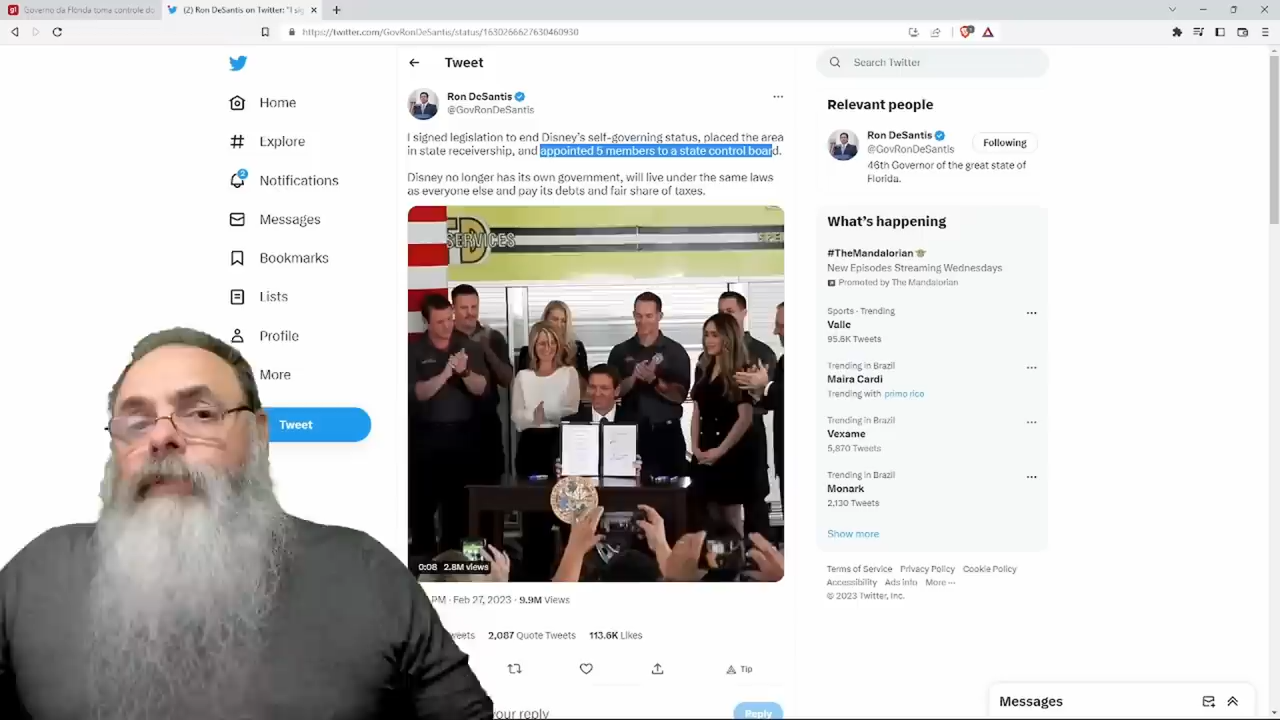 Governo da Flórida toma controle do
(2) Ron DeSantis on Twitter: "I sig
https://twitter.com/GovRonDeSantis/status/1630266627630460930
Home
Explore
Notifications
Messages
Bookmarks
Lists
Profile
More
Tweet
Tweet
Ron DeSantis
@GovRonDeSantis
I signed legislation to end Disney's self-governing status, placed the area
in state receivership, and appointed 5 members to a state control board.
Disney no longer has its own government, will live under the same laws
as everyone else and pay its debts and fair share of taxes.
SERVICES
0:08 2.8M views
PM · Feb 27, 2023 · 9.9M Views
2,087 Quote Tweets 113.6K Likes
Tip
your reply
Reply
Search Twitter
Relevant people
Ron DeSantis
@GovRonDeSantis
Following
46th Governor of the great state of
Florida.
What's happening
#TheMandalorian
New Episodes Streaming Wednesdays
Promoted by The Mandalorian
Sports · Trending
Valle
95.6K Tweets
Trending in Brazil
Maira Cardi
Trending with primo rico
Trending in Brazil
Vexame
5,870 Tweets
Trending in Brazil
Monark
2,130 Tweets
Show more
Terms of Service Privacy Policy Cookie Policy
Accessibility Ads info More ···
© 2023 Twitter, Inc.
Messages